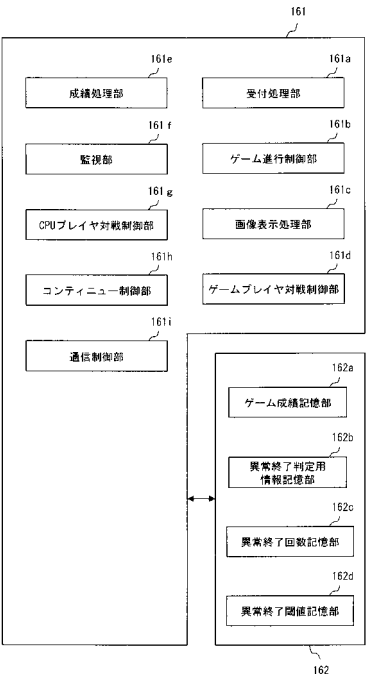 161
161e
成績処理部
161a
受付処理部
161f
監視部
161b
ゲーム進行制御部
161g
CPUプレイヤ対戦制御部
161c
画像表示処理部
161h
コンティニュー制御部
161d
ゲームプレイヤ対戦制御部
161i
通信制御部
162a
ゲーム成績記憶部
162b
異常終了判定用
情報記憶部
162c
異常終了回数記憶部
162d
異常終了閾値記憶部
162